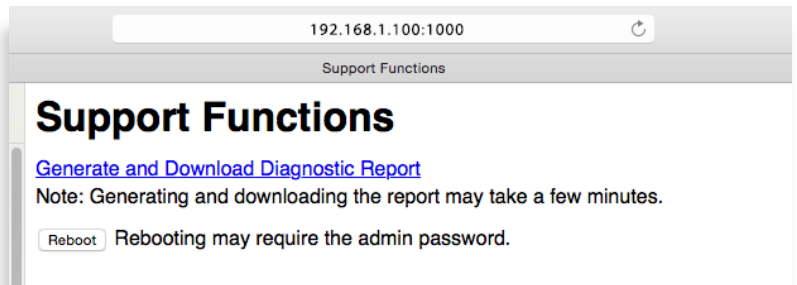 192.168.1.100:1000
Support Functions
Support Functions
Generate and Download Diagnostic Report
Note: Generating and downloading the report may take a few minutes.
Reboot Rebooting may require the admin password.